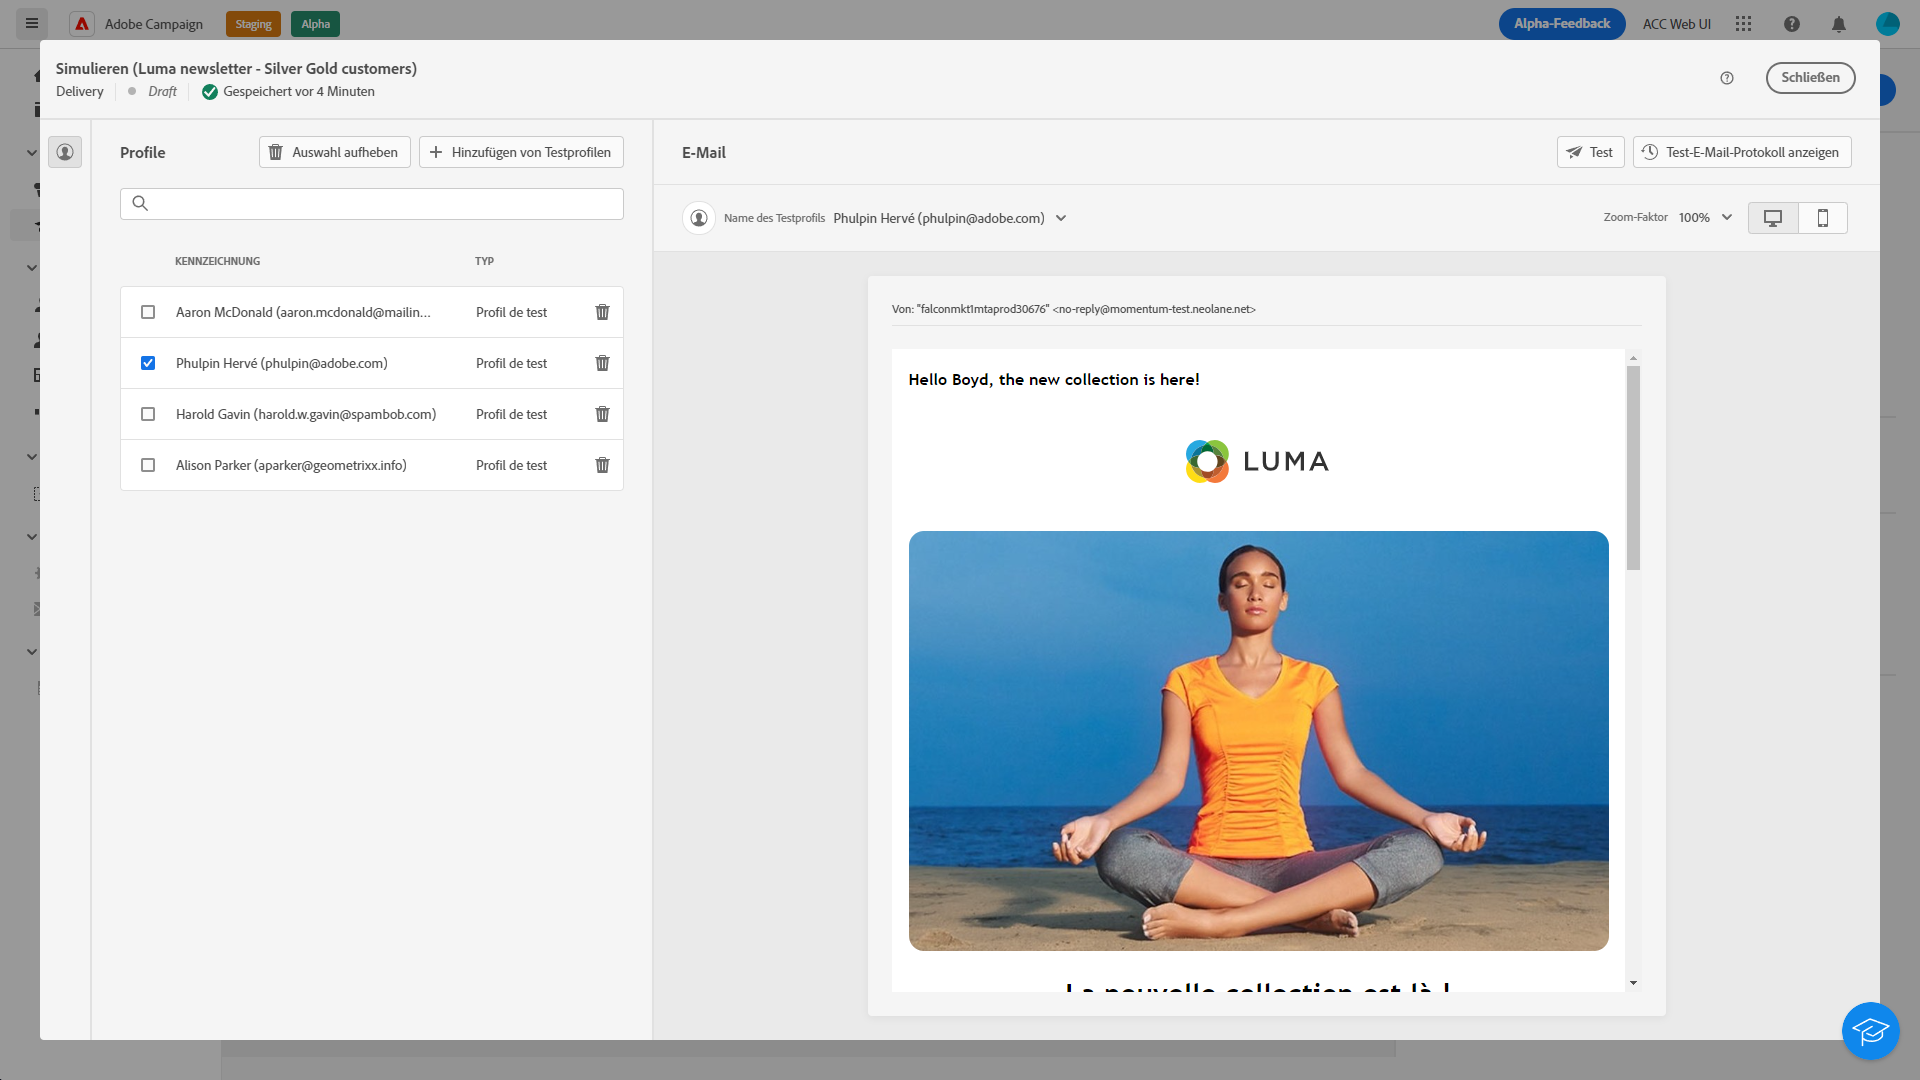 Adobe Campaign
Staging
Alpha
Alpha-Feedback
ACC Web UI
Simulieren (Luma newsletter - Silver Gold customers)
Delivery
Draft
Gespeichert vor 4 Minuten
Schließen
Profile
Auswahl aufheben
Hinzufügen von Testprofilen
E-Mail
Test
Test-E-Mail-Protokoll anzeigen
Name des Testprofils
Phulpin Hervé (phulpin@adobe.com)
Zoom-Faktor
100%
KENNZEICHNUNG
TYP
Aaron McDonald (aaron.mcdonald@mailin...
Profil de test
Phulpin Hervé (phulpin@adobe.com)
Profil de test
Harold Gavin (harold.w.gavin@spambob.com)
Profil de test
Alison Parker (aparker@geometrixx.info)
Profil de test
Von: "falconmkt1mtaprod30676" <no-reply@momentum-test.neolane.net>
Hello Boyd, the new collection is here!
LUMA
La nouvelle collection est là !